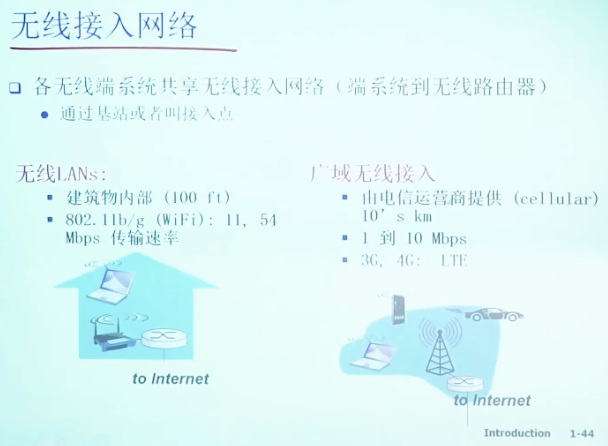 无线接入网络
各无线端系统共享无线接入网络（端系统到无线路由器）
通过基站或者叫接入点
无线LANs:
建筑物内部 (100 ft)
802.11b/g (WiFi): 11, 54
Mbps 传输速率
to Internet
广域无线接入
由电信运营商提供 (cellular)
10’s km
1 到 10 Mbps
3G, 4G: LTE
to Internet
Introduction 1-44